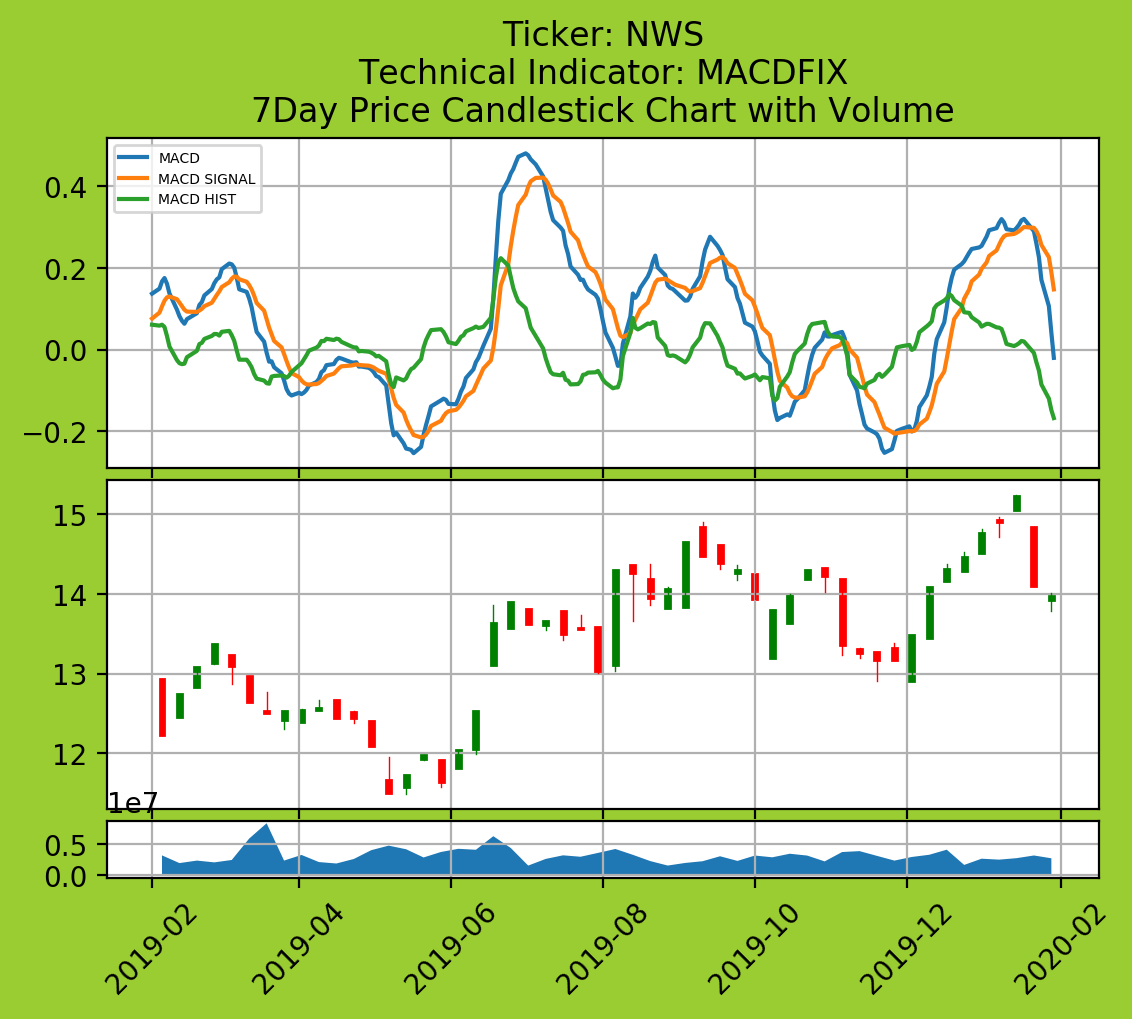 Ticker: NWS
Technical Indicator: MACDFIX
7Day Price Candlestick Chart with Volume
MACD
MACD SIGNAL
MACD HIST
0.4
0.2
0.0
−0.2
15
14
13
12
1e7
0.5
0.0
2019-02
2019-04
2019-06
2019-08
2019-10
2019-12
2020-02